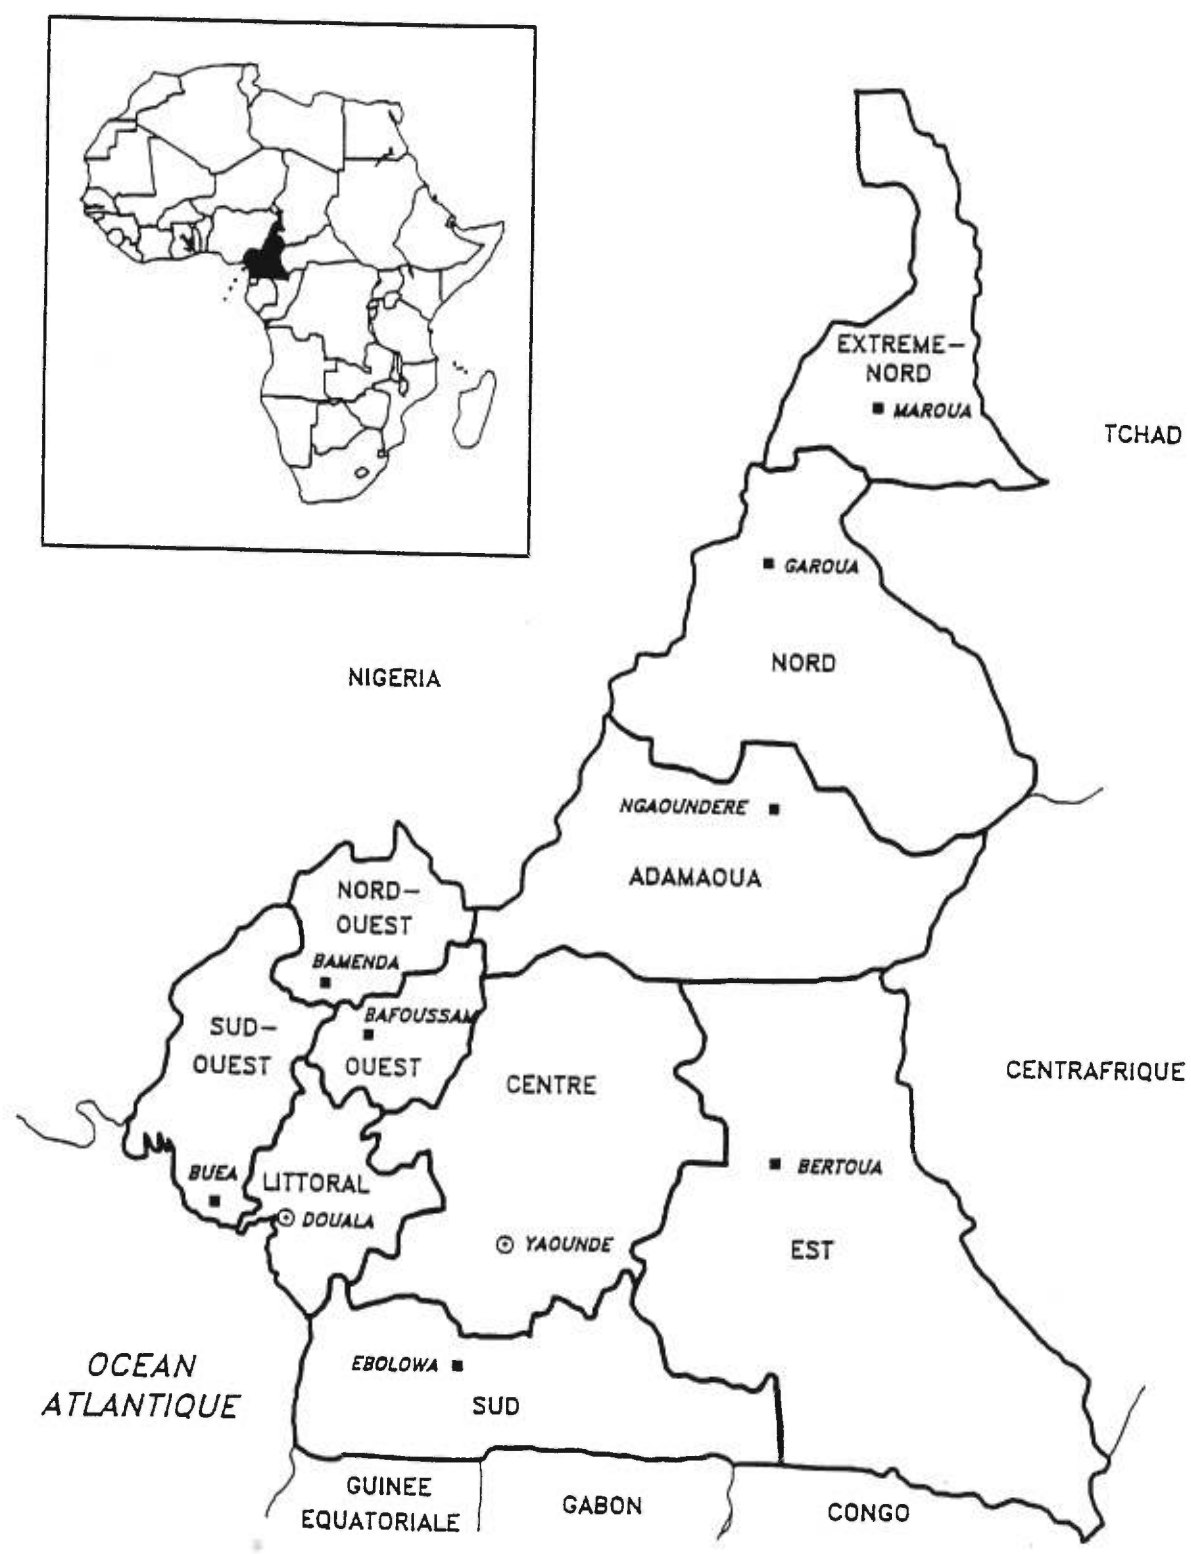 EXTREME-
NORD
MAROUA
TCHAD
GAROUA
NORD
NIGERIA
NGAOUNDERE
ADAMAOUA
NORD-
OUEST
BAMENDA
BAFOUSSAM
SUD-
OUEST
OUEST
CENTRE
CENTRAFRIQUE
BUEA
LITTORAL
BERTOUA
DOUALA
YAOUNDE
EST
OCEAN
ATLANTIQUE
EBOLOWA
SUD
GUINEE
EQUATORIALE
GABON
CONGO